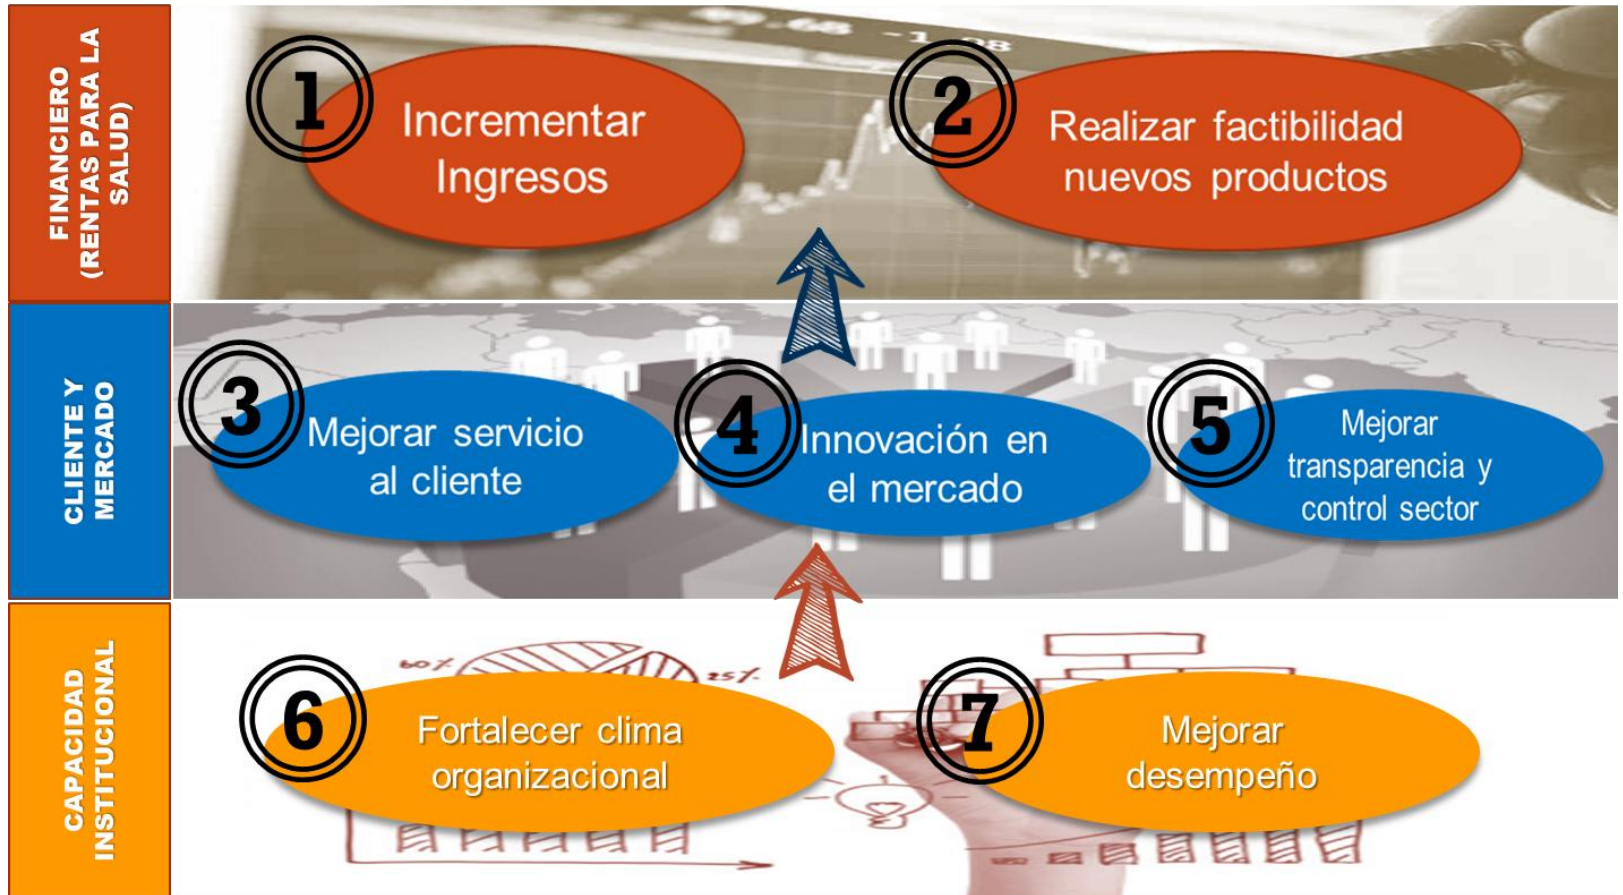 FINANCIERO
(RENTAS PARA LA
SALUD)
1
Incrementar
Ingresos
2
Realizar factibilidad
nuevos productos
CLIENTE Y
MERCADO
3
Mejorar servicio
al cliente
4
Innovación en
el mercado
5
Mejorar
transparencia y
control sector
CAPACIDAD
INSTITUCIONAL
60%
25%
6
Fortalecer clima
organizacional
7
Mejorar
desempeño